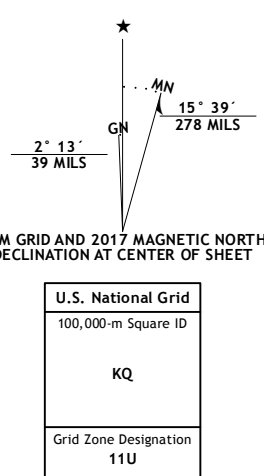 ★
MN
GN
15° 39´
278 MILS
2° 13´
39 MILS
M GRID AND 2017 MAGNETIC NORTH
DECLINATION AT CENTER OF SHEET
U.S. National Grid
100,000-m Square ID
KQ
Grid Zone Designation
11U